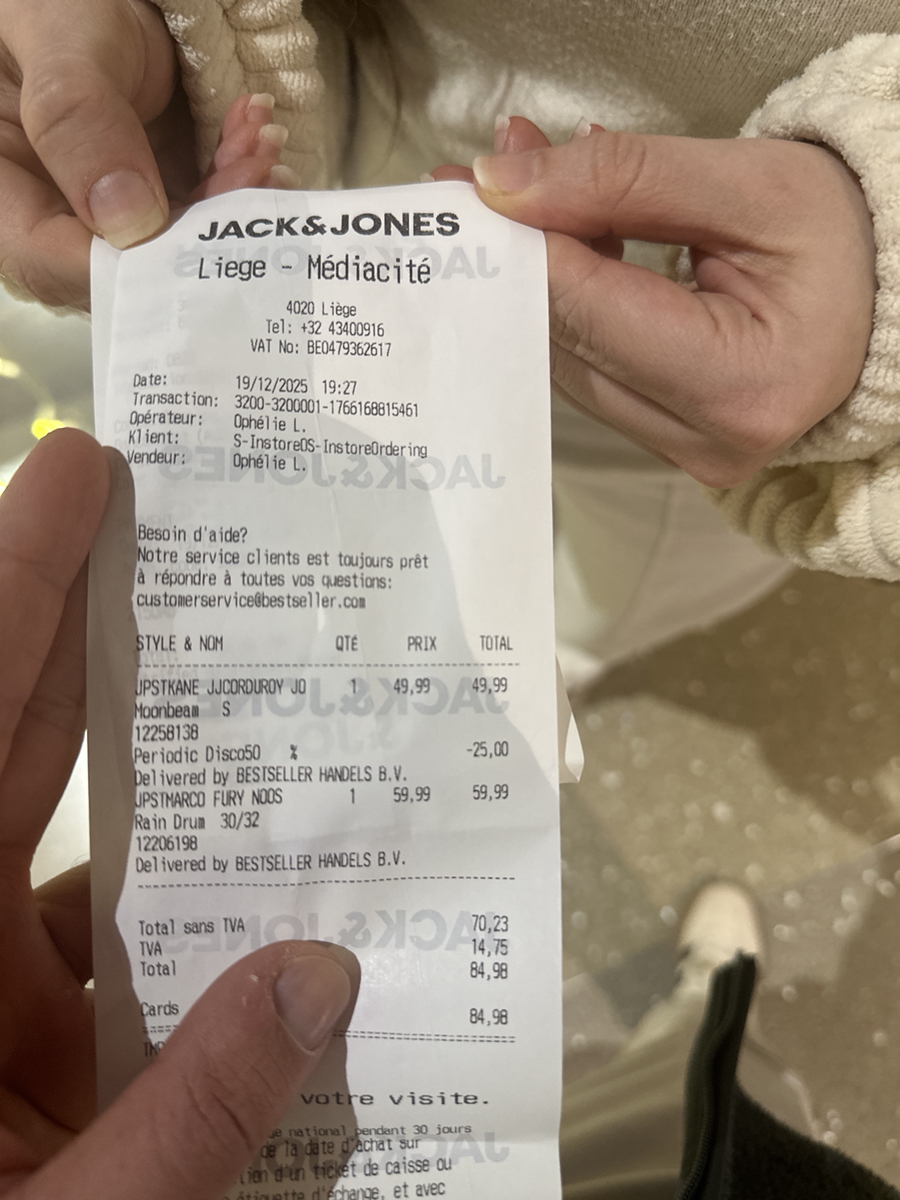 JACK&JONES
Liege - Médiacité
4020 Liège
Tel: +32 43400916
VAT No: BE0479362617
Date: 19/12/2025 19:27
Transaction: 3200-3200001-1766168815461
Opérateur: Ophélie L.
Klient: S-InstoreOS-InstoreOrdering
Vendeur: Ophélie L.
Besoin d'aide?
Notre service clients est toujours prêt
à répondre à toutes vos questions:
customerservice@bestseller.com
STYLE & NOM QTÉ PRIX TOTAL
JPSTKANE JJCORDUROY JO 1 49,99 49,99
Moonbeam S
12258138
Periodic Disco50 % -25,00
Delivered by BESTSELLER HANDELS B.V.
JPSTMARCO FURY NOOS 1 59,99 59,99
Rain Drum 30/32
12206198
Delivered by BESTSELLER HANDELS B.V.
Total sans TVA 70,23
TVA 14,75
Total 84,98
Cards 84,98
votre visite.
national pendant 30 jours
de la date d'achat sur
d'un ticket de caisse ou
étiquette d'échange, et avec